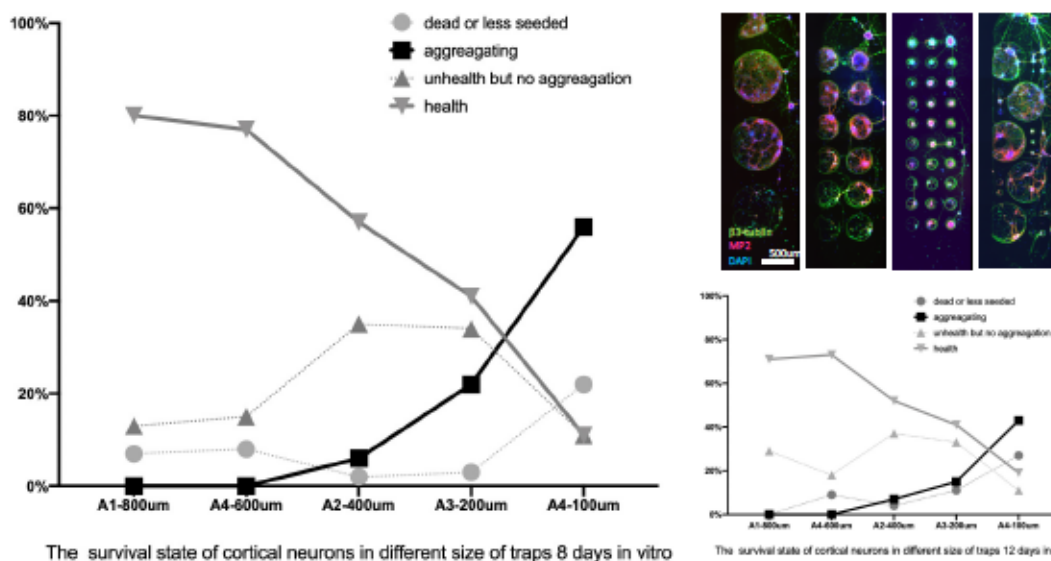 100%
80%
60%
40%
20%
0%
dead or less seeded
aggreagating
unhealth but no aggreagation
health
A1-800um
A4-600um
A2-400um
A3-200um
A4-100um
The survival state of cortical neurons in different size of traps 8 days in vitro
β3-tublin
MP2
DAPI
500um
100%
80%
60%
40%
20%
0%
dead or less seeded
aggreagating
unhealth but no aggreagation
health
A1-800um
A4-600um
A2-400um
A3-200um
A4-100um
The survival state of cortical neurons in different size of traps 12 days in